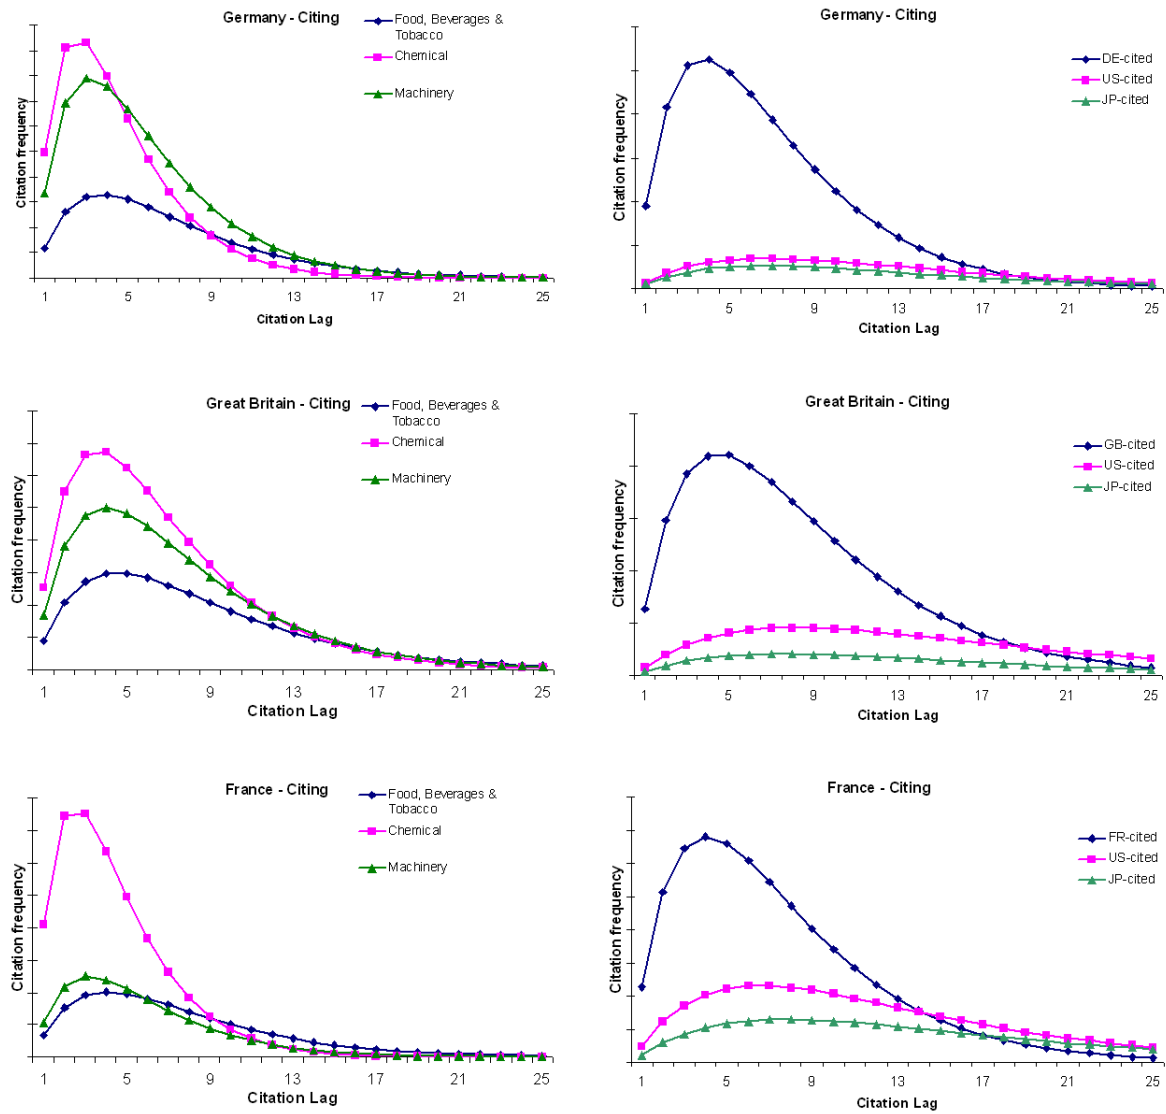 Germany - Citing
Food, Beverages &
Tobacco
Chemical
Machinery
Citation frequency
1 5 9 13 17 21 25
Citation Lag
Germany - Citing
DE-cited
US-cited
JP-cited
Citation frequency
1 5 9 13 17 21 25
Citation Lag
Great Britain - Citing
Food, Beverages &
Tobacco
Chemical
Machinery
Citation frequency
1 5 9 13 17 21 25
Citation Lag
Great Britain - Citing
GB-cited
US-cited
JP-cited
Citation frequency
1 5 9 13 17 21 25
Citation Lag
France - Citing
Food, Beverages &
Tobacco
Chemical
Machinery
Citation frequency
1 5 9 13 17 21 25
Citation Lag
France - Citing
FR-cited
US-cited
JP-cited
Citation frequency
1 5 9 13 17 21 25
Citation Lag